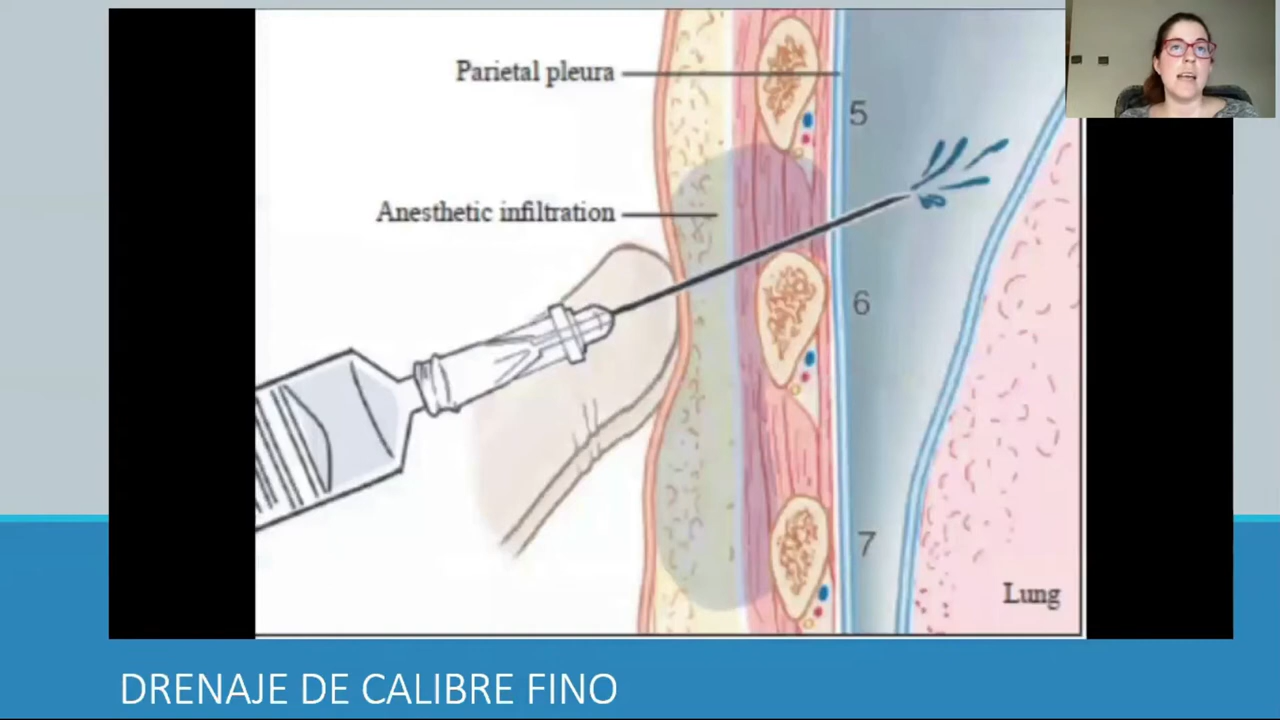 Parietal pleura
5
Anesthetic infiltration
6
7
Lung
DRENAJE DE CALIBRE FINO